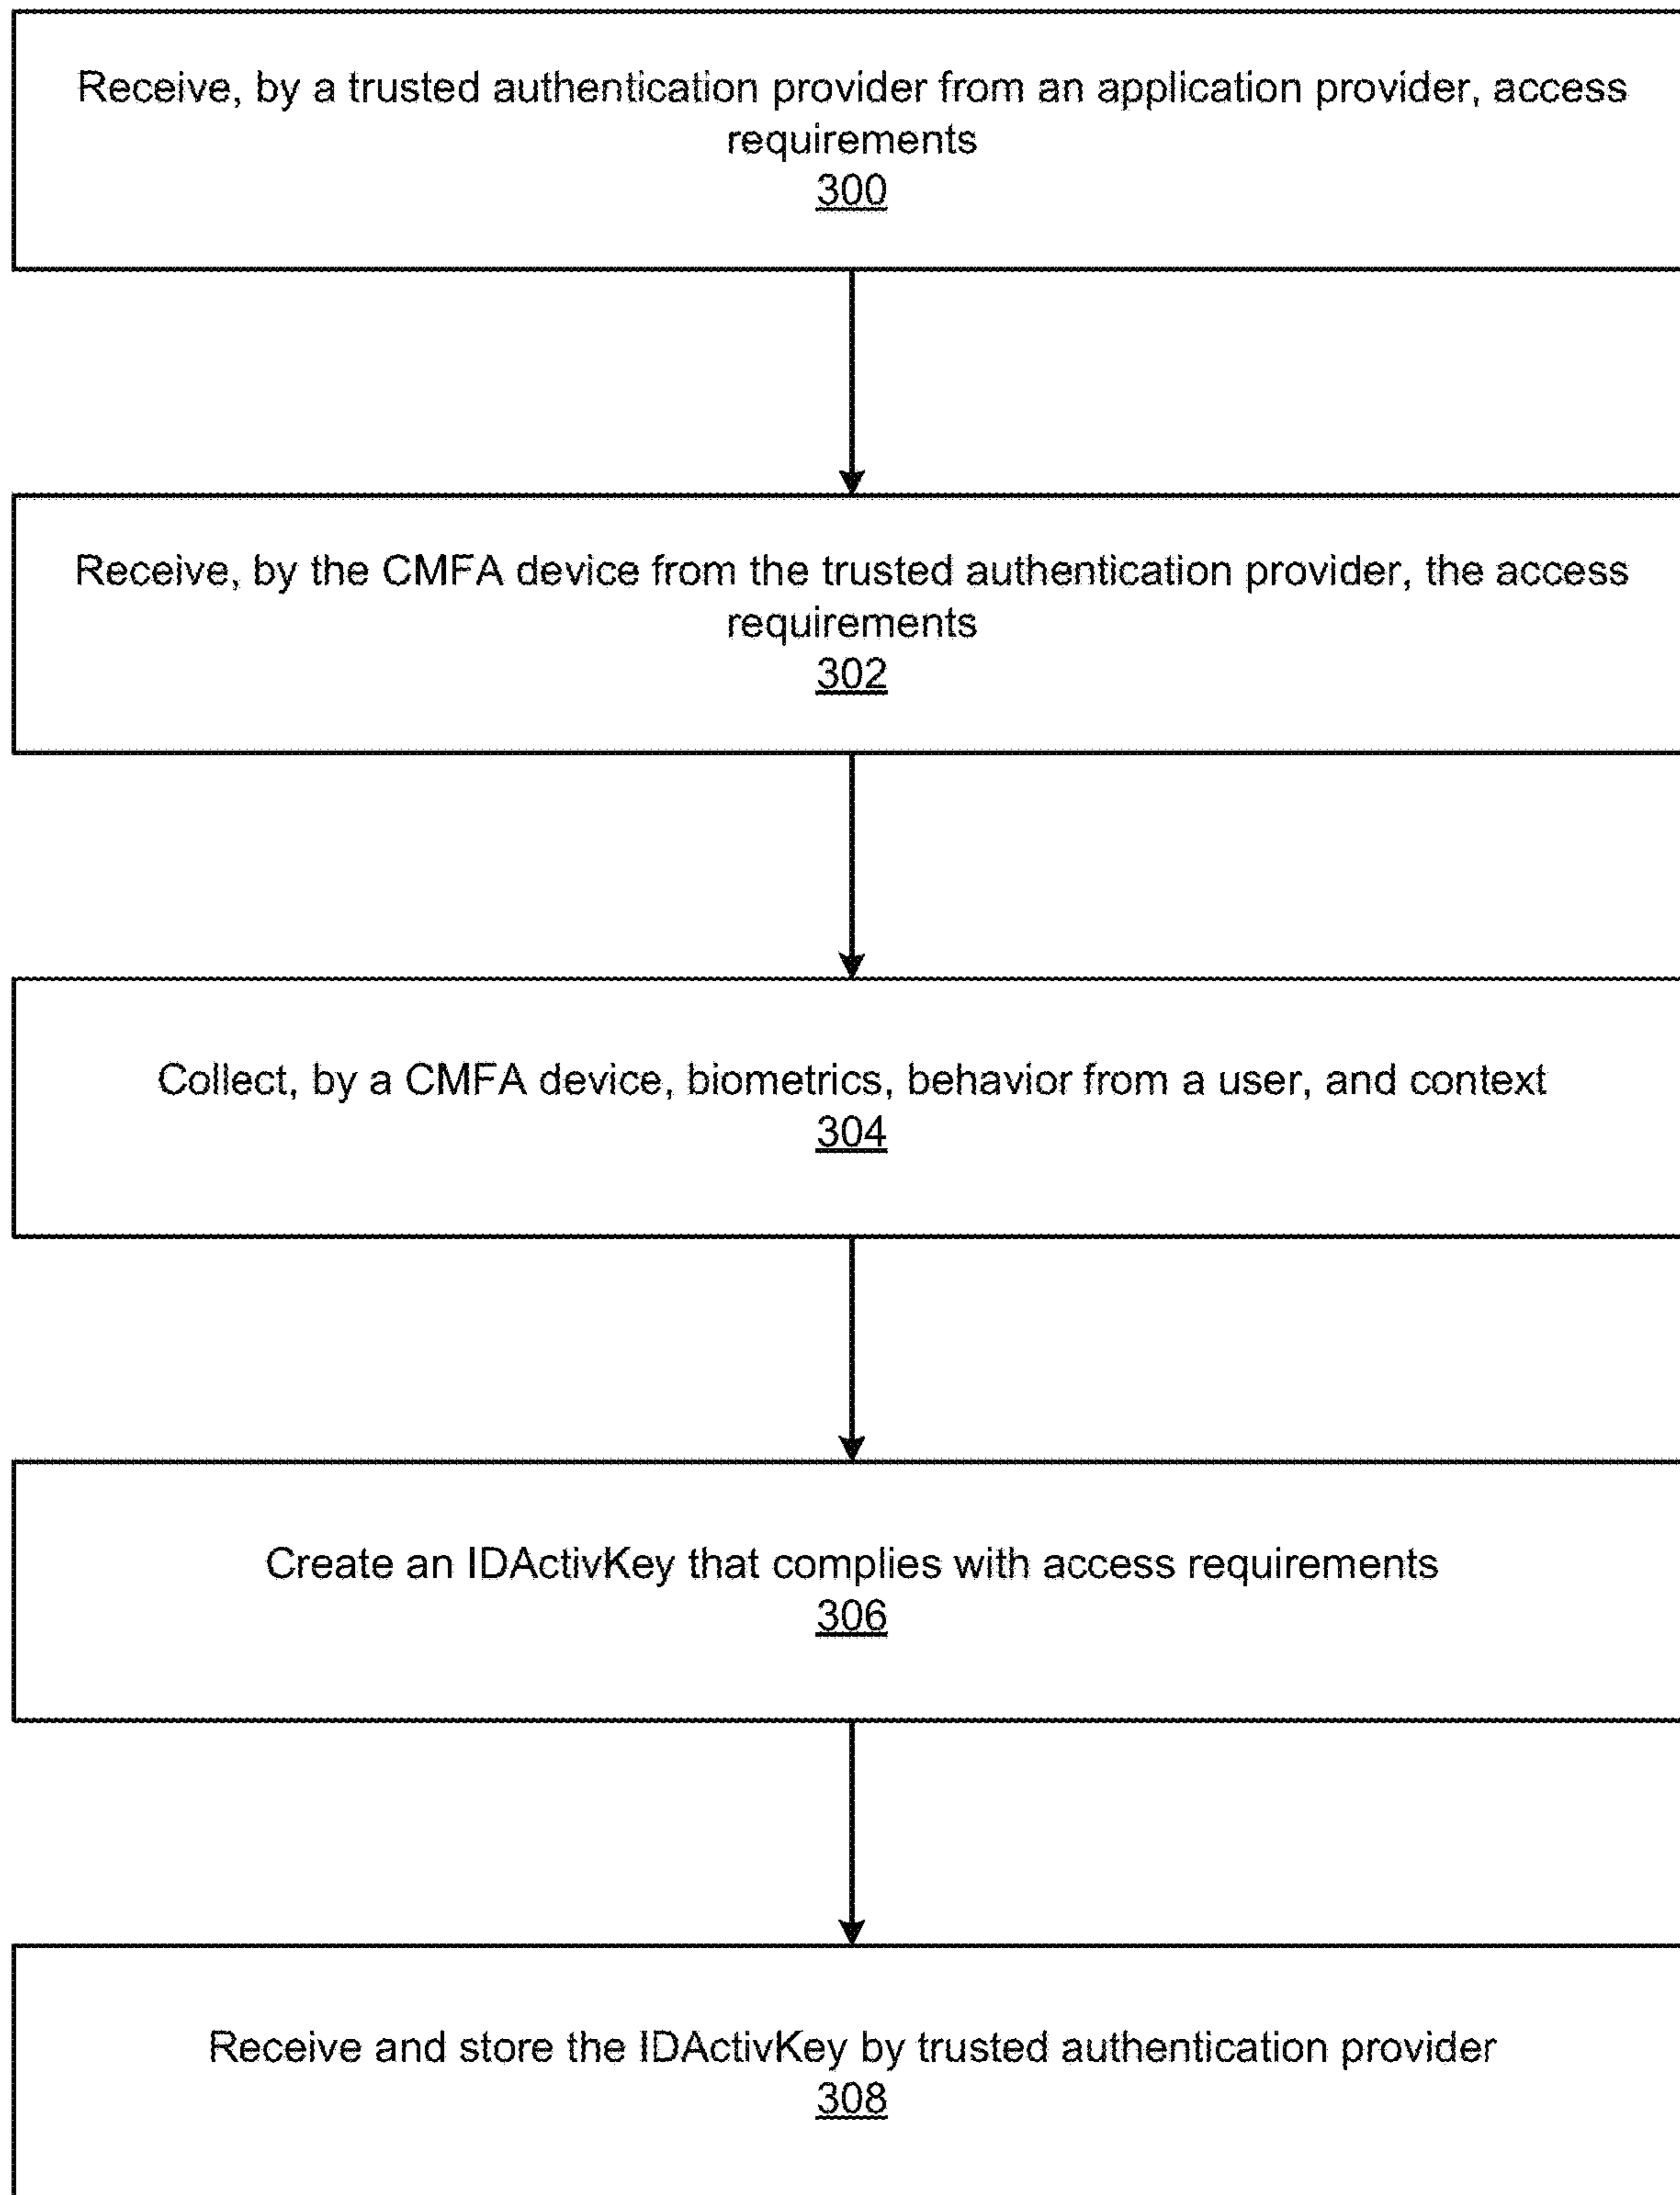 Receive, by a trusted authentication provider from an application provider, access
requirements
300
Receive, by the CMFA device from the trusted authentication provider, the access
requirements
302
Collect, by a CMFA device, biometrics, behavior from a user, and context
304
Create an IDActivKey that complies with access requirements
306
Receive and store the IDActivKey by trusted authentication provider
308